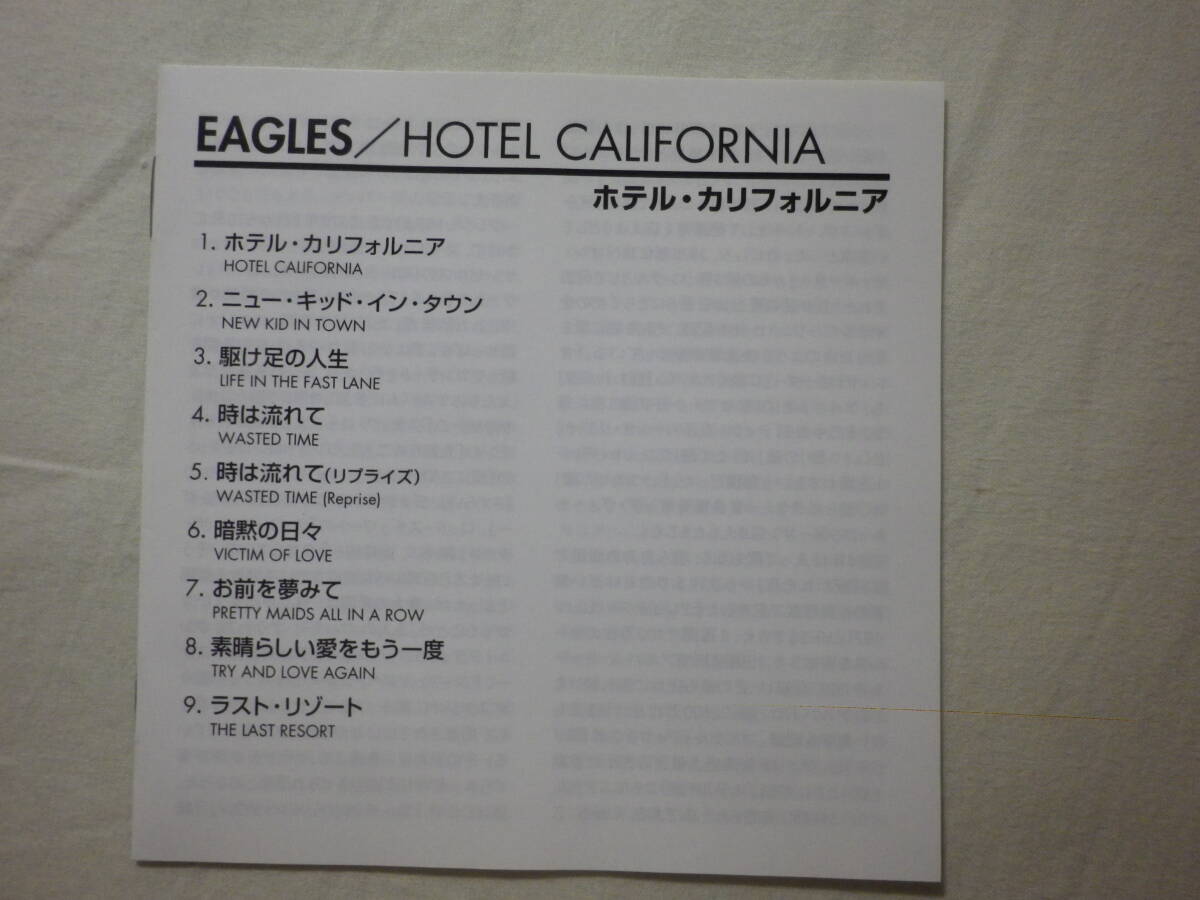 EAGLES／HOTEL CALIFORNIA
ホテル・カリフォルニア
1. ホテル・カリフォルニア
HOTEL CALIFORNIA
2. ニュー・キッド・イン・タウン
NEW KID IN TOWN
3. 駆け足の人生
LIFE IN THE FAST LANE
4. 時は流れて
WASTED TIME
5. 時は流れて(リプライズ)
WASTED TIME (Reprise)
6. 暗黙の日々
VICTIM OF LOVE
7. お前を夢みて
PRETTY MAIDS ALL IN A ROW
8. 素晴らしい愛をもう一度
TRY AND LOVE AGAIN
9. ラスト・リゾート
THE LAST RESORT